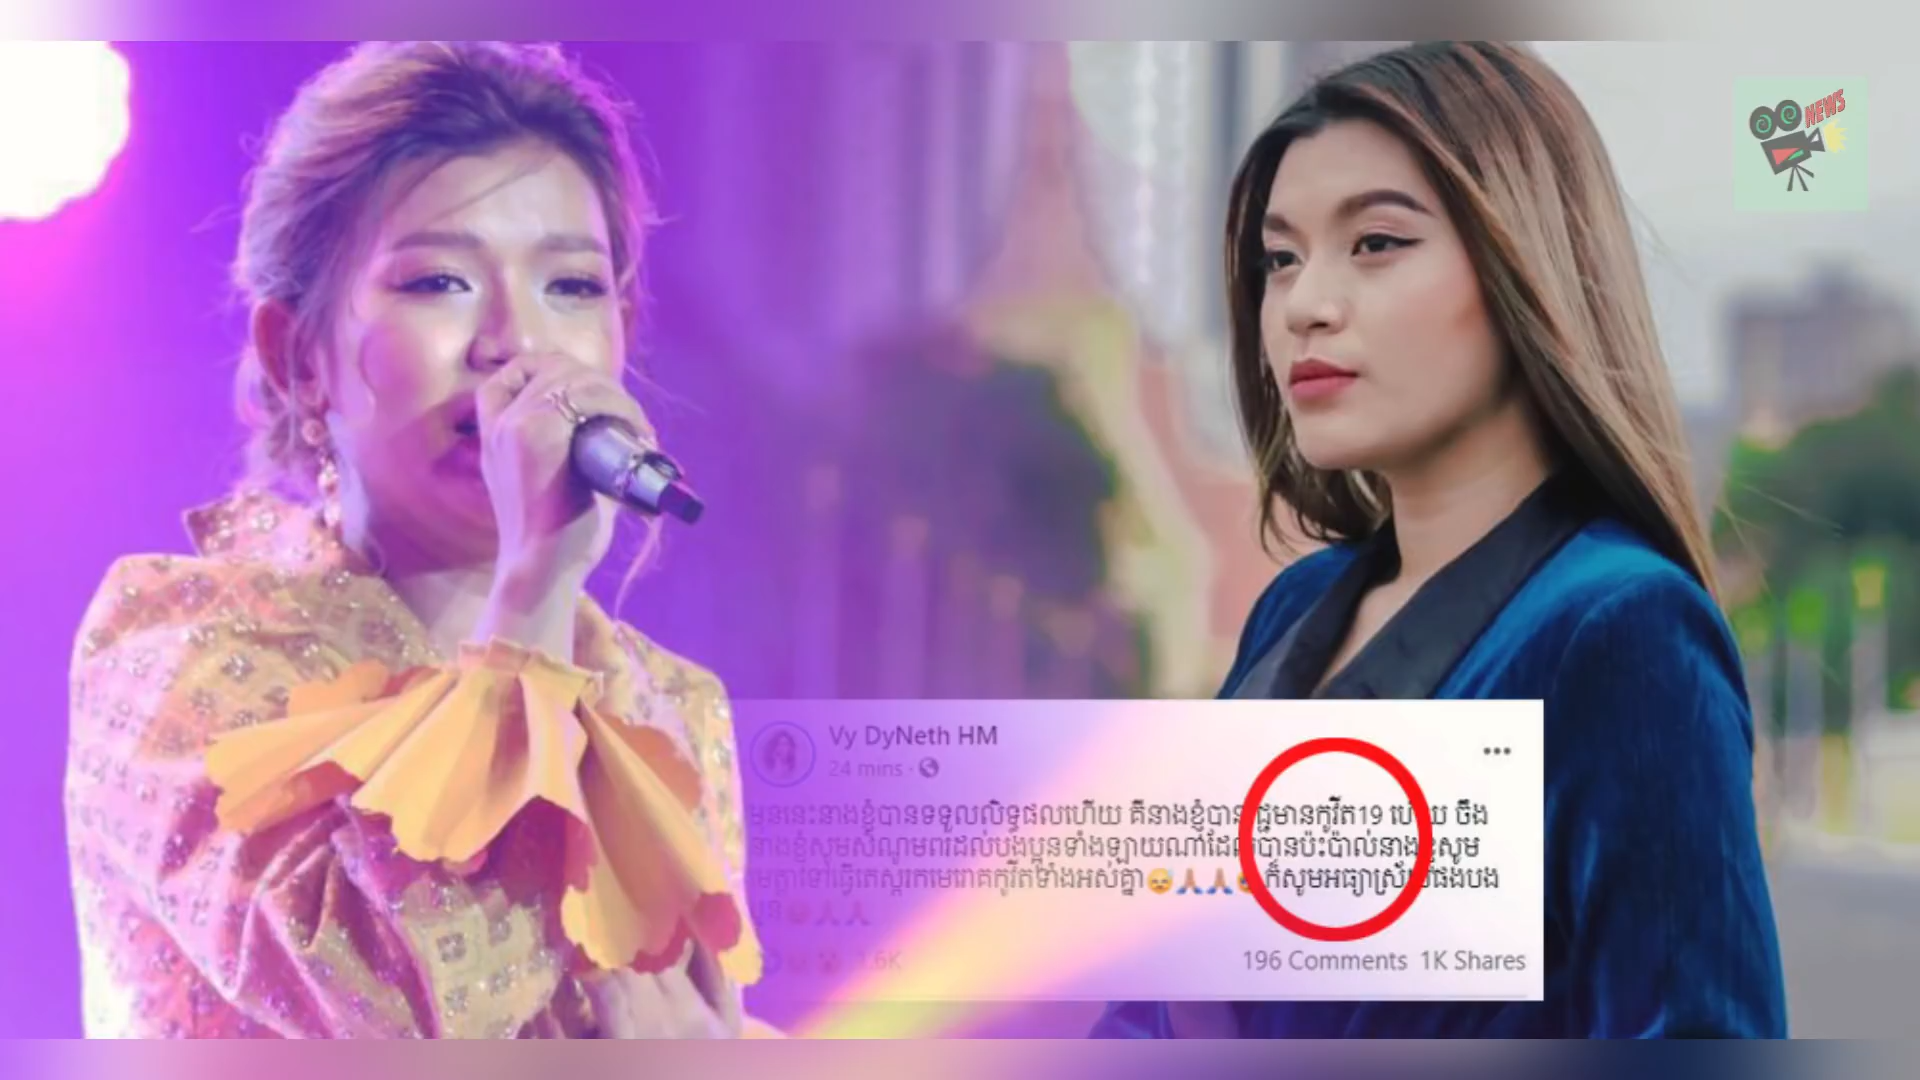 NEWS
Vy DyNeth HM
24 mins ·
មុននេះនាងខ្ញុំបានទទួលលិទ្ធផលហើយ គឺនាងខ្ញុំបាន ជ្ជមានកូវីត19 ហើយ ចឹង
នាងខ្ញុំសូមសំណូមពរដល់បងប្អូនទាំងឡាយណាដែលបានប៉ះប៉ាល់នាងខ្ញុំសូម
មេត្តាទៅធ្វើតេស្តរកមេរោគកូវីតទាំងអស់គ្នា😓🙏🙏 ក៏សូមអធ្យាស្រ័យផងបង
ប្អូន
1.6K
196 Comments 1K Shares